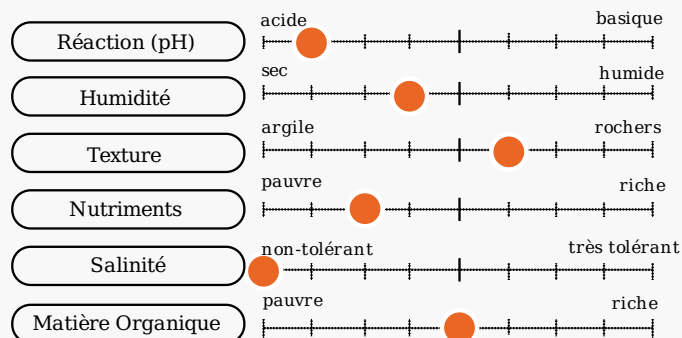 acide basique
Réaction (pH)
sec humide
Humidité
argile rochers
Texture
pauvre riche
Nutriments
non-tolérant très tolérant
Salinité
pauvre riche
Matière Organique